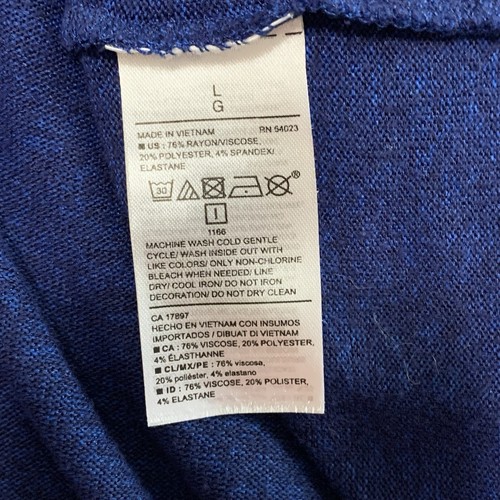 L
G
MADE IN VIETNAM RN 54023
US : 76% RAYON/VISCOSE,
20% POLYESTER, 4% SPANDEX/
ELASTANE
30
®
I
1166
MACHINE WASH COLD GENTLE
CYCLE/ WASH INSIDE OUT WITH
LIKE COLORS/ ONLY NON-CHLORINE
BLEACH WHEN NEEDED/ LINE
DRY/ COOL IRON/ DO NOT IRON
DECORATION/ DO NOT DRY CLEAN
CA 17897
HECHO EN VIETNAM CON INSUMOS
IMPORTADOS / DIBUAT DI VIETNAM
CA : 76% VISCOSE, 20% POLYESTER,
4% ÉLASTHANNE
CL/MX/PE : 76% viscosa,
20% poliéster, 4% elastano
ID : 76% VISCOSE, 20% POLISTER,
4% ELASTANE